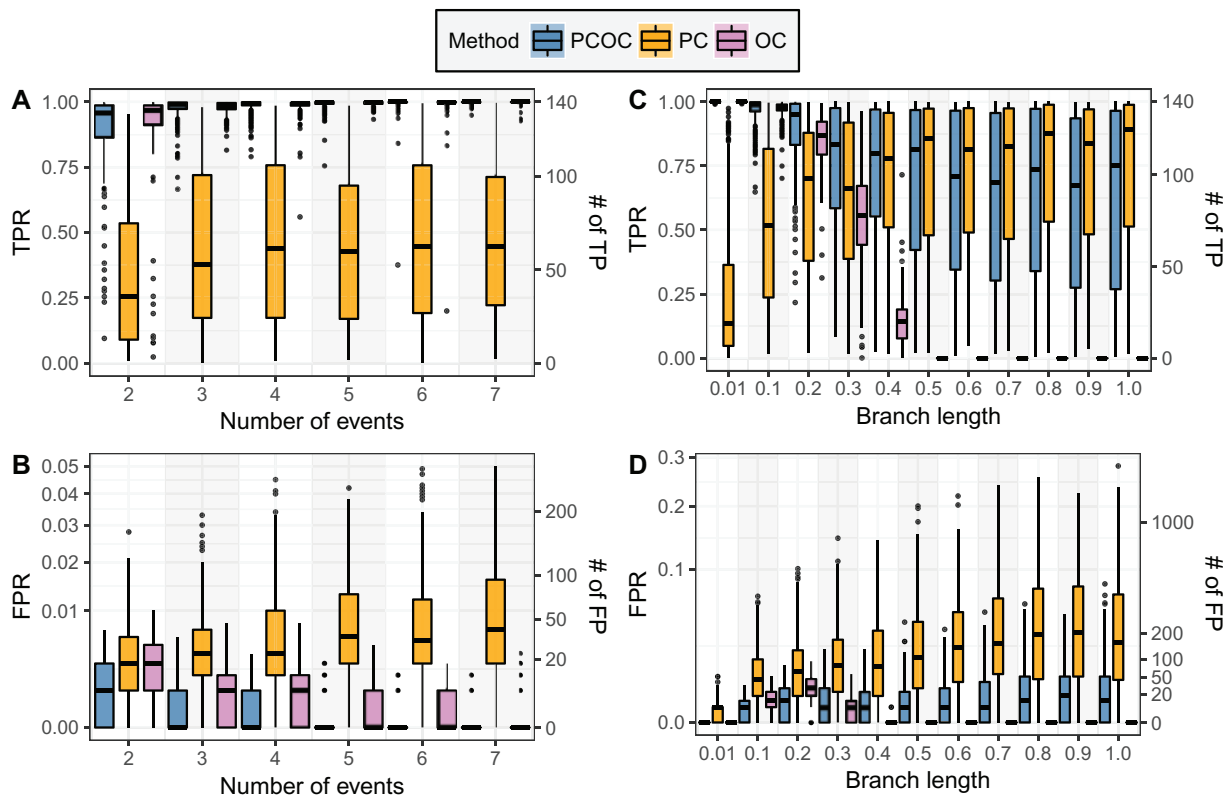 Method PCOC PC OC
A
1.00
0.75
0.50
0.25
0.00
TPR
140
100
50
0
# of TP
2 3 4 5 6 7
Number of events
C
1.00
0.75
0.50
0.25
0.00
TPR
140
100
50
0
# of TP
0.01 0.1 0.2 0.3 0.4 0.5 0.6 0.7 0.8 0.9 1.0
Branch length
B
0.05
0.04
0.03
0.02
0.01
0.00
FPR
200
100
50
20
0
# of FP
2 3 4 5 6 7
Number of events
D
0.3
0.2
0.1
0.0
FPR
1000
200
100
50
20
0
# of FP
0.01 0.1 0.2 0.3 0.4 0.5 0.6 0.7 0.8 0.9 1.0
Branch length